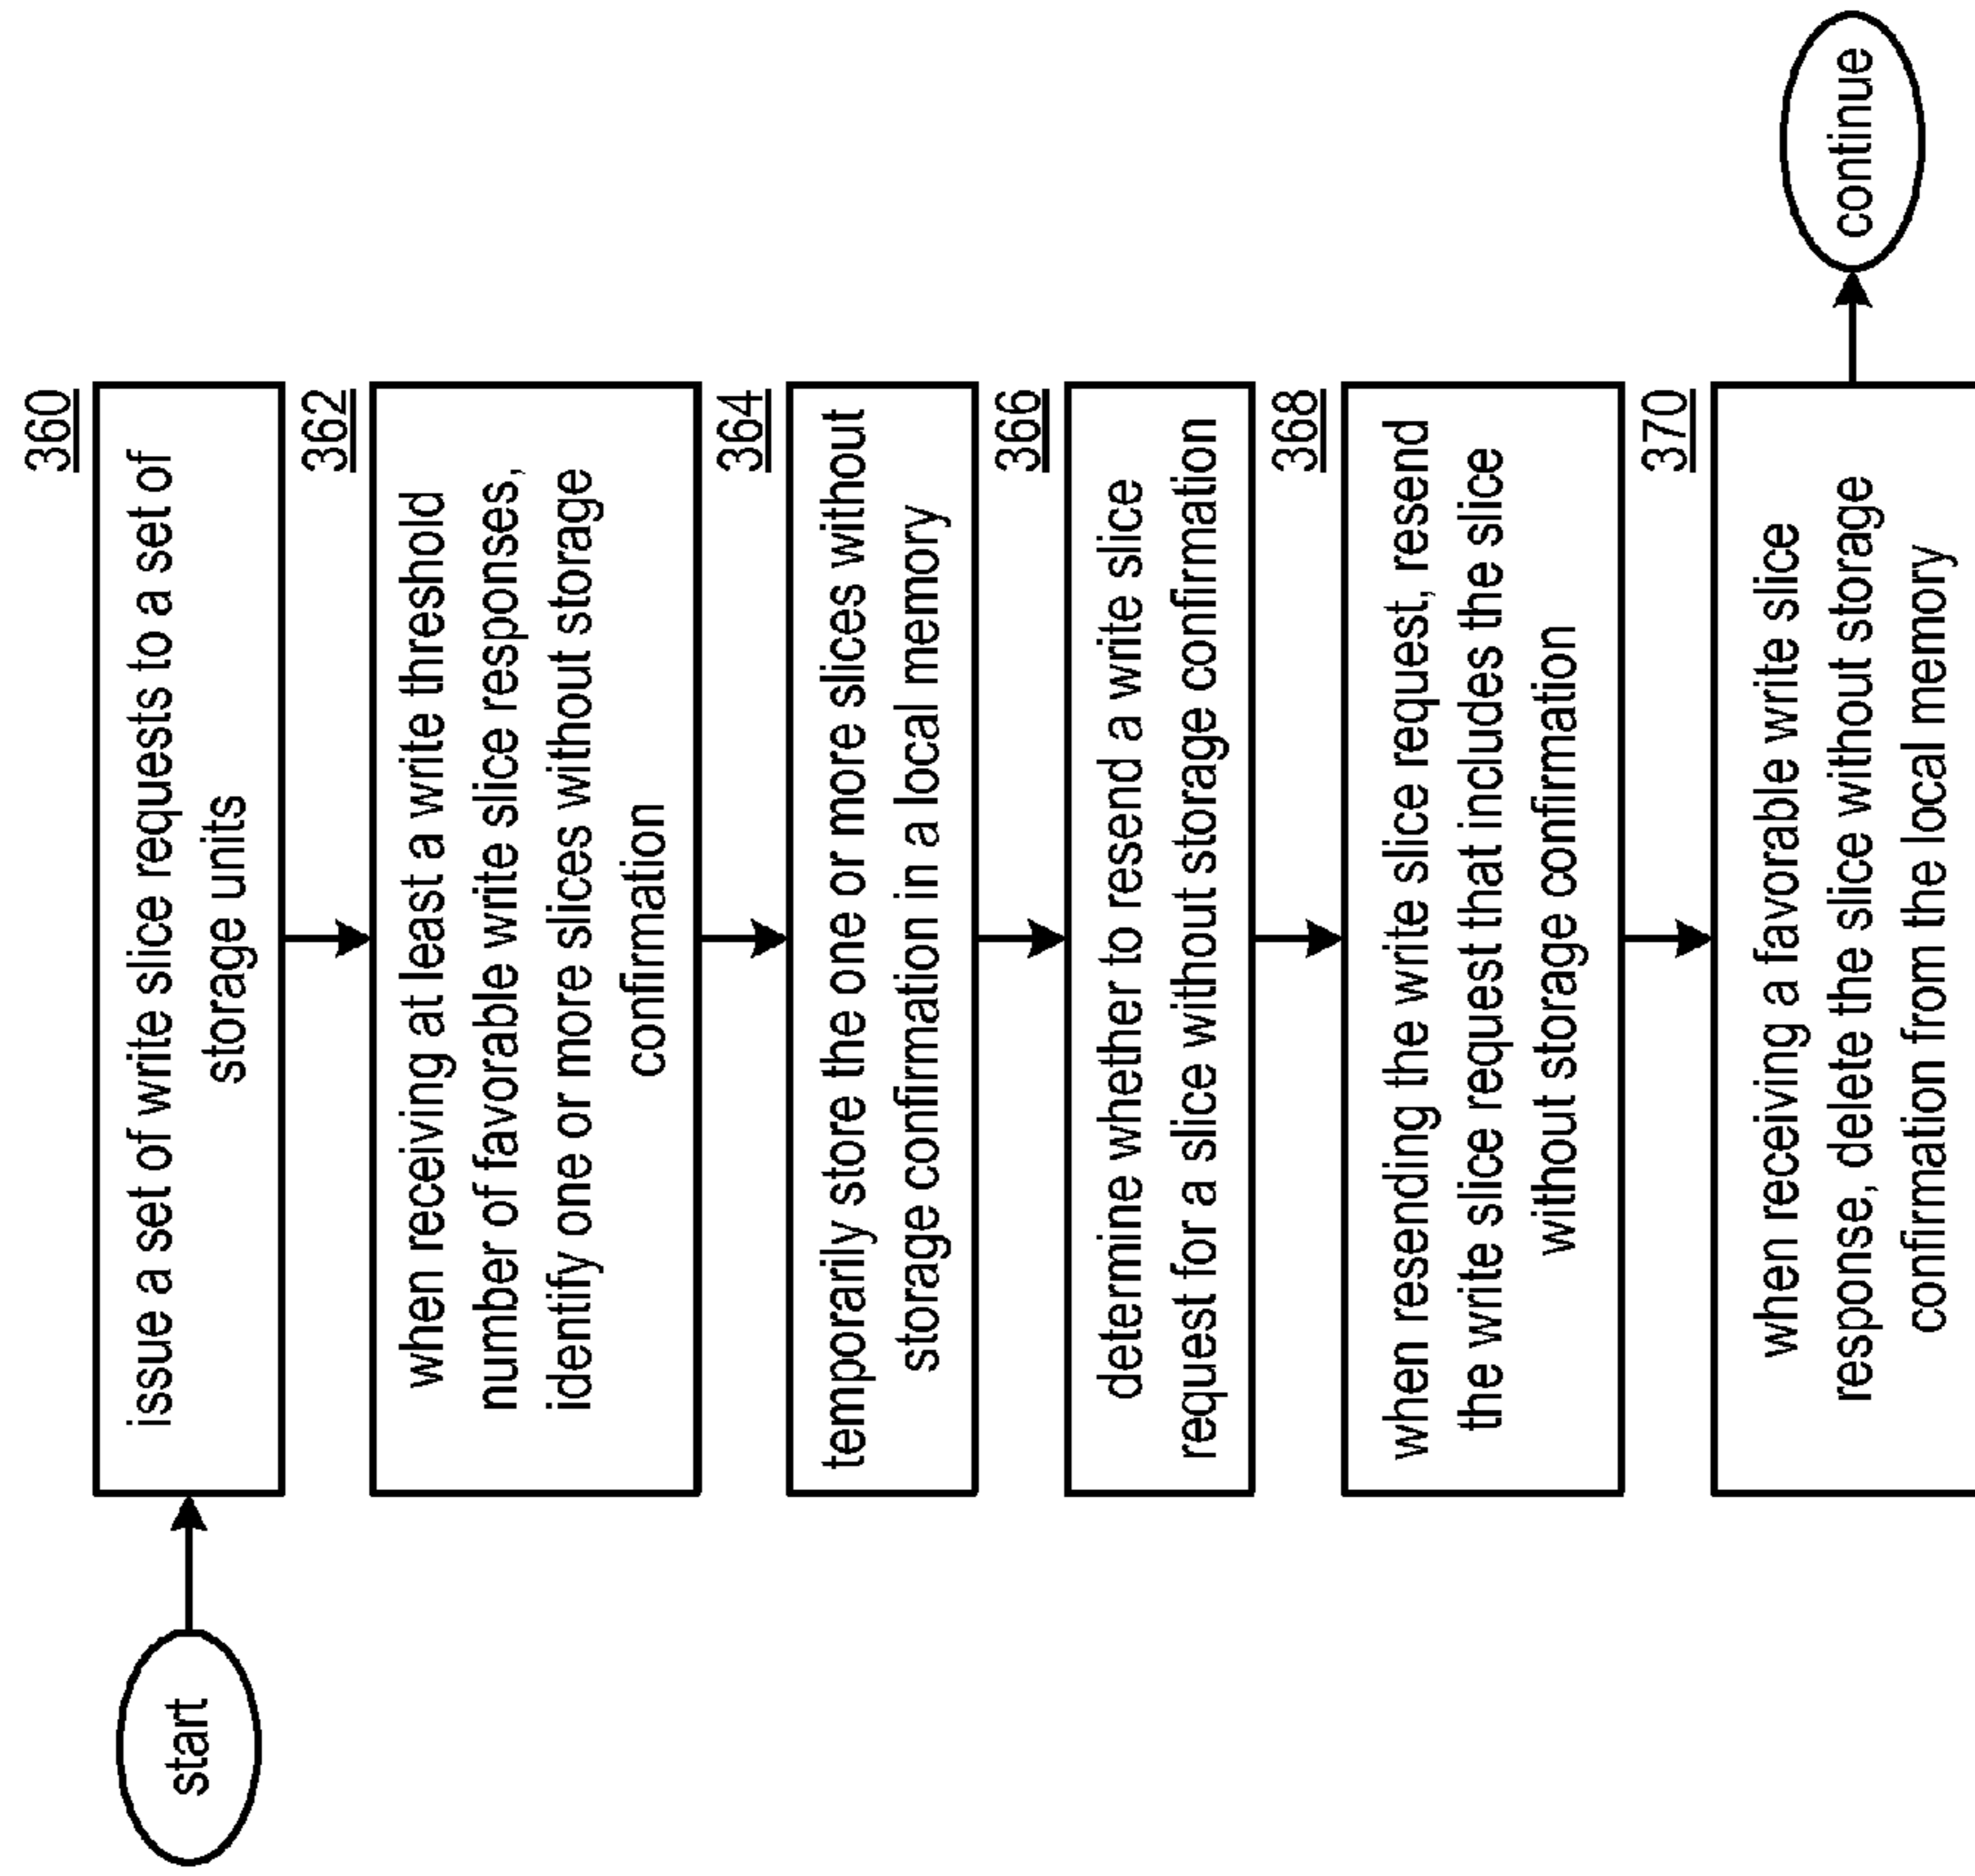 start
360
issue a set of write slice requests to a set of
storage units
362
when receiving at least a write threshold
number of favorable write slice responses,
identify one or more slices without storage
confirmation
364
temporarily store the one or more slices without
storage confirmation in a local memory
366
determine whether to resend a write slice
request for a slice without storage confirmation
368
when resending the write slice request, resend
the write slice request that includes the slice
without storage confirmation
370
when receiving a favorable write slice
response, delete the slice without storage
confirmation from the local memory
continue